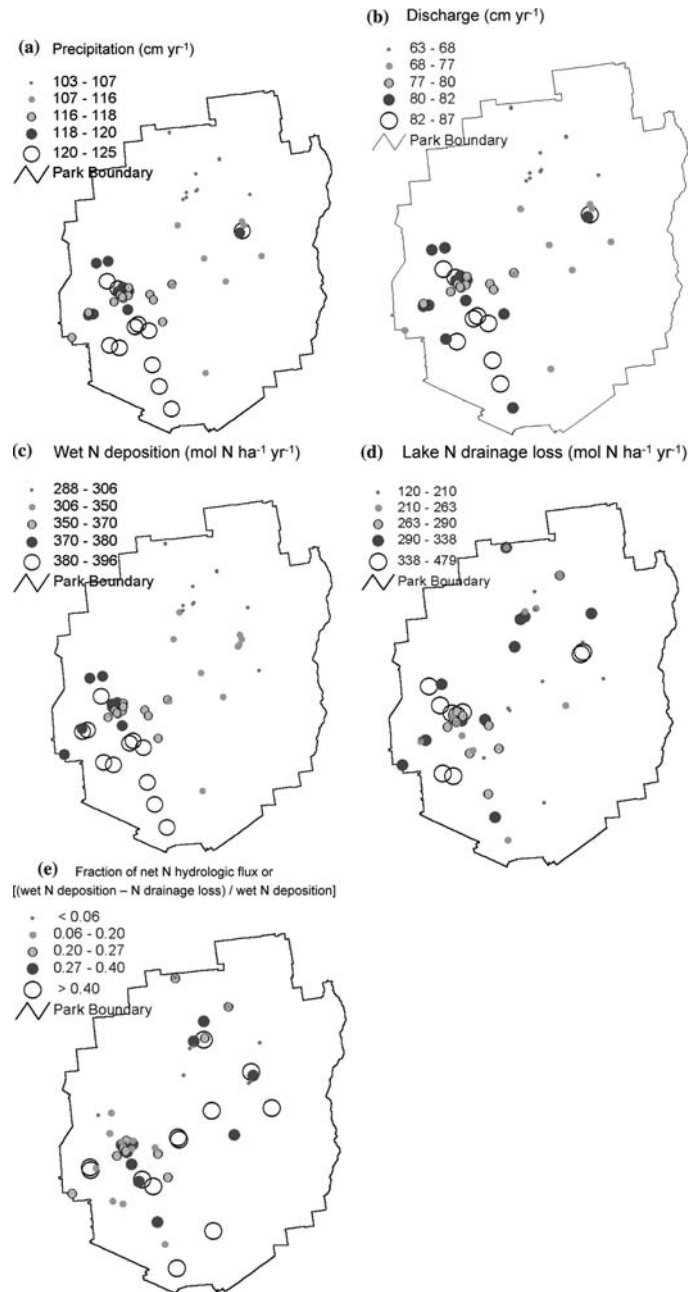 (a) Precipitation (cm yr⁻¹)
103 - 107
107 - 116
116 - 118
118 - 120
120 - 125
Park Boundary
(b) Discharge (cm yr⁻¹)
63 - 68
68 - 77
77 - 80
80 - 82
82 - 87
Park Boundary
(c) Wet N deposition (mol N ha⁻¹ yr⁻¹)
288 - 306
306 - 350
350 - 370
370 - 380
380 - 396
Park Boundary
(d) Lake N drainage loss (mol N ha⁻¹ yr⁻¹)
120 - 210
210 - 263
263 - 290
290 - 338
338 - 479
Park Boundary
(e) Fraction of net N hydrologic flux or
[(wet N deposition – N drainage loss) / wet N deposition]
< 0.06
0.06 - 0.20
0.20 - 0.27
0.27 - 0.40
> 0.40
Park Boundary